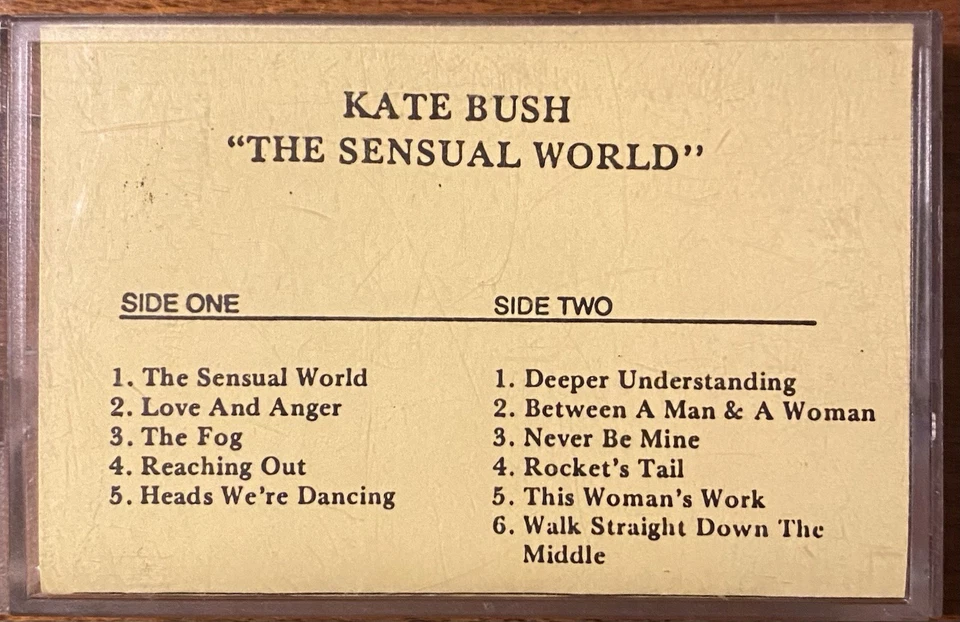 KATE BUSH
“THE SENSUAL WORLD”
SIDE ONE
1. The Sensual World
2. Love And Anger
3. The Fog
4. Reaching Out
5. Heads We're Dancing
SIDE TWO
1. Deeper Understanding
2. Between A Man & A Woman
3. Never Be Mine
4. Rocket's Tail
5. This Woman's Work
6. Walk Straight Down The
Middle